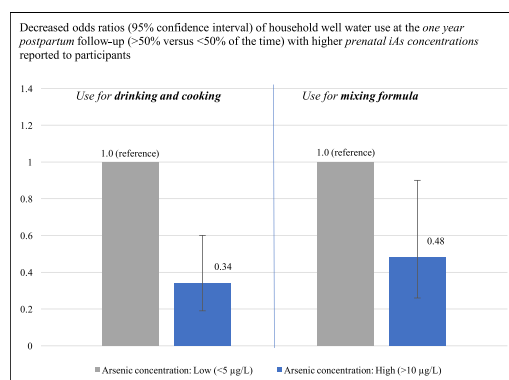 Decreased odds ratios (95% confidence interval) of household well water use at the one year
postpartum follow-up (>50% versus <50% of the time) with higher prenatal iAs concentrations
reported to participants
1.4
1.2
1
0.8
0.6
0.4
0.2
0
Use for drinking and cooking
1.0 (reference)
0.34
Use for mixing formula
1.0 (reference)
0.48
Arsenic concentration: Low (<5 µg/L)
Arsenic concentration: High (>10 µg/L)